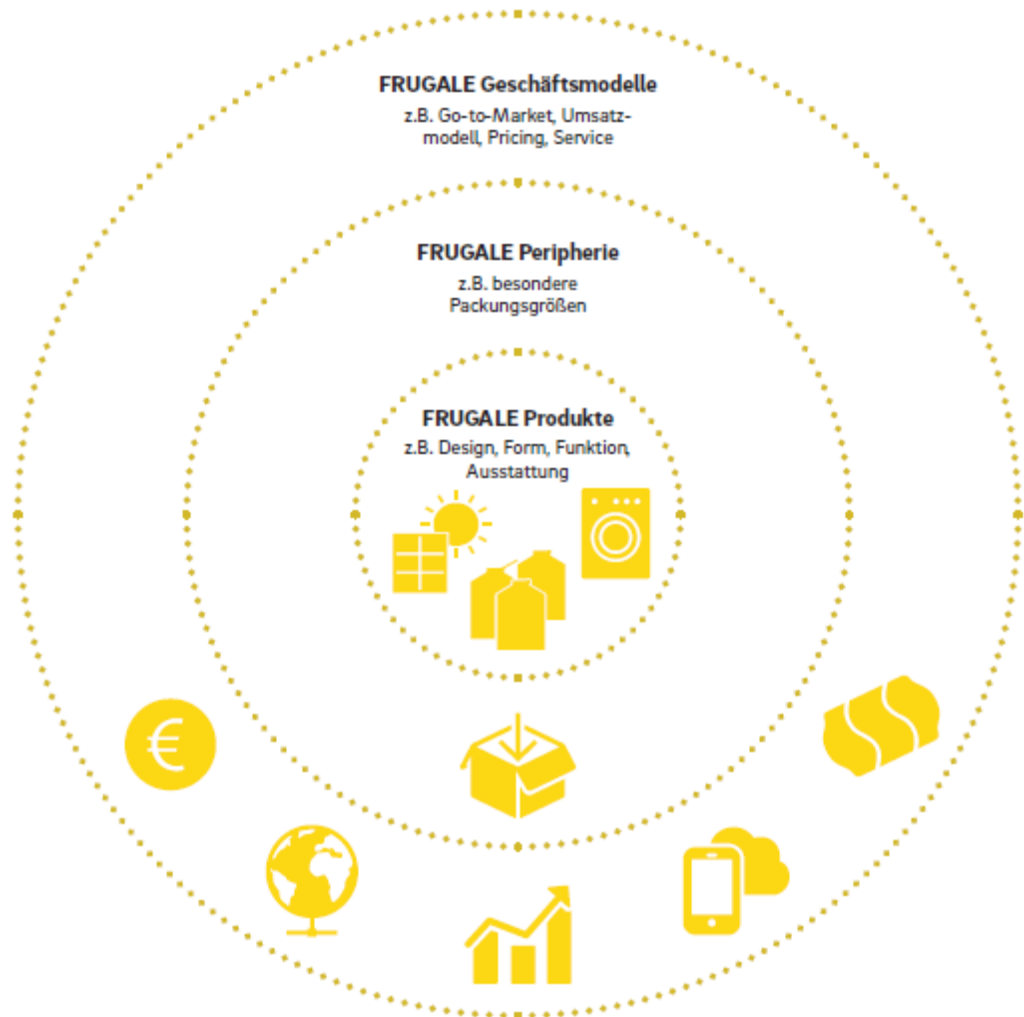 FRUGALE Geschäftsmodelle
z.B. Go-to-Market, Umsatz-
modell, Pricing, Service
FRUGALE Peripherie
z.B. besondere
Packungsgrößen
FRUGALE Produkte
z.B. Design, Form, Funktion,
Ausstattung
€